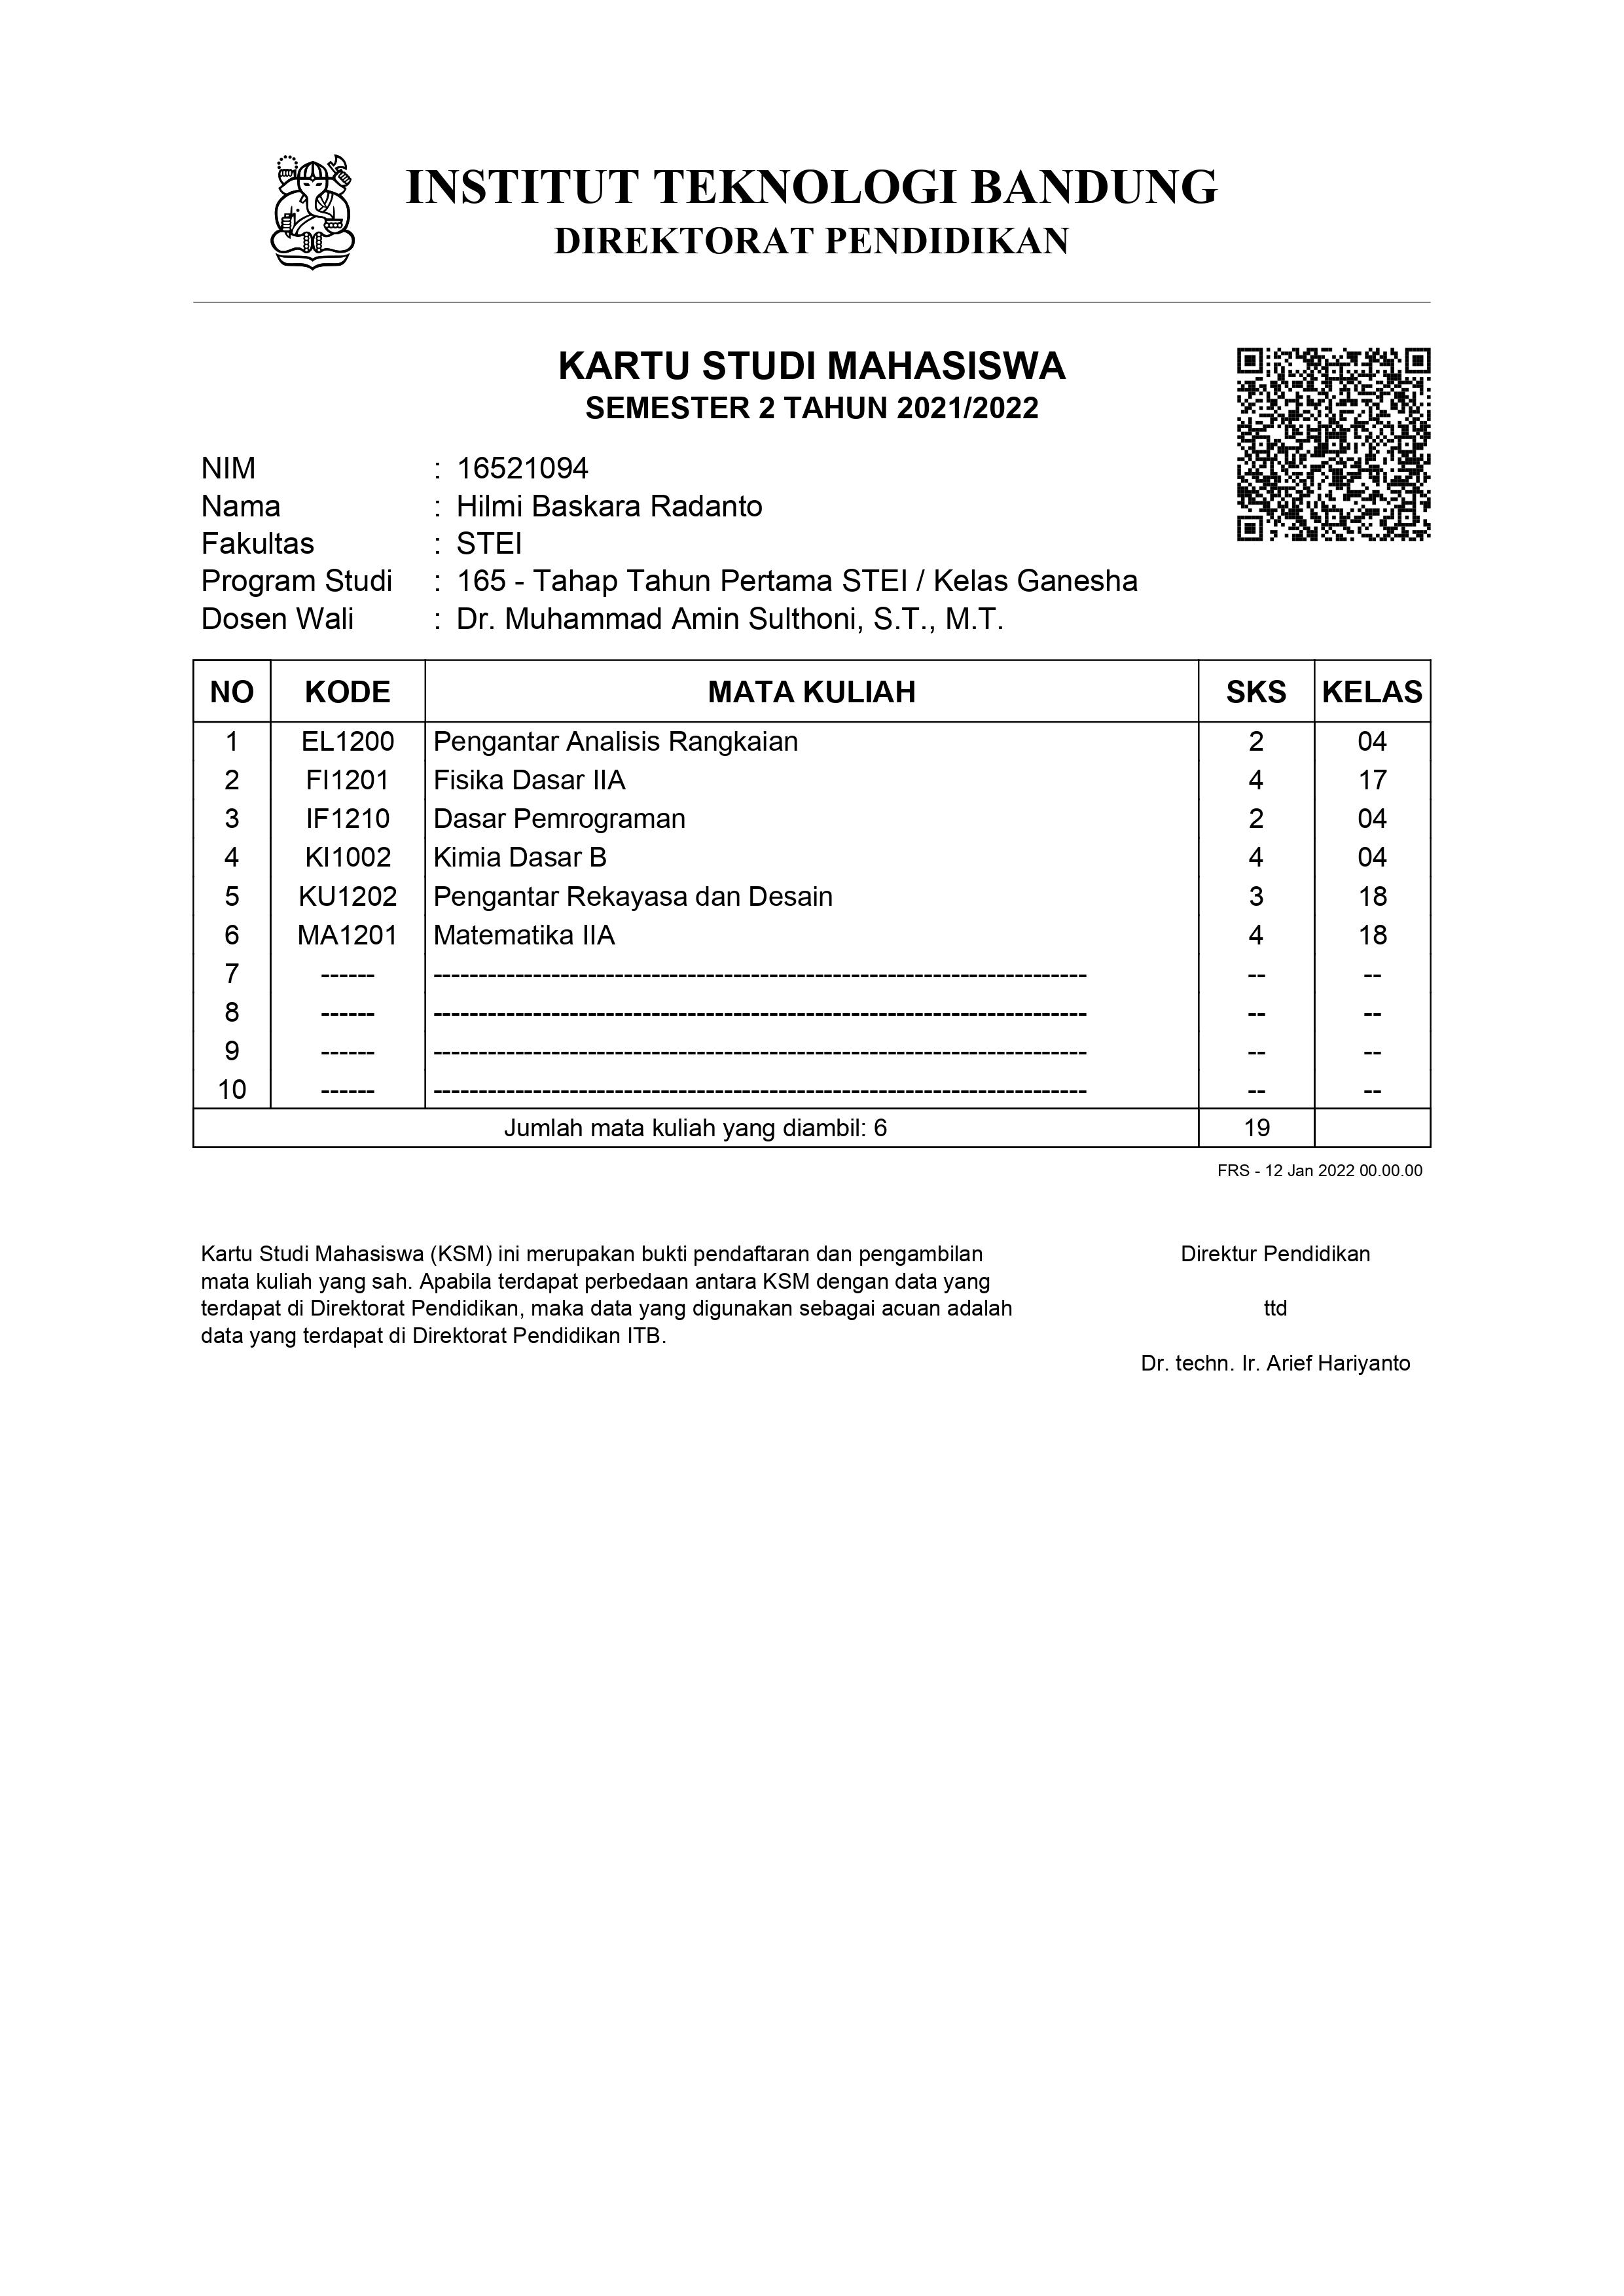 INSTITUT TEKNOLOGI BANDUNG
DIREKTORAT PENDIDIKAN
KARTU STUDI MAHASISWA
SEMESTER 2 TAHUN 2021/2022
NIM : 16521094
Nama : Hilmi Baskara Radanto
Fakultas : STEI
Program Studi : 165 - Tahap Tahun Pertama STEI / Kelas Ganesha
Dosen Wali : Dr. Muhammad Amin Sulthoni, S.T., M.T.
NO KODE MATA KULIAH SKS KELAS
1 EL1200 Pengantar Analisis Rangkaian 2 04
2 FI1201 Fisika Dasar IIA 4 17
3 IF1210 Dasar Pemrograman 2 04
4 KI1002 Kimia Dasar B 4 04
5 KU1202 Pengantar Rekayasa dan Desain 3 18
6 MA1201 Matematika IIA 4 18
7 ------ ------------------------------------------------------------------------ -- --
8 ------ ------------------------------------------------------------------------ -- --
9 ------ ------------------------------------------------------------------------ -- --
10 ------ ------------------------------------------------------------------------ -- --
Jumlah mata kuliah yang diambil: 6 19
FRS - 12 Jan 2022 00.00.00
Kartu Studi Mahasiswa (KSM) ini merupakan bukti pendaftaran dan pengambilan
mata kuliah yang sah. Apabila terdapat perbedaan antara KSM dengan data yang
terdapat di Direktorat Pendidikan, maka data yang digunakan sebagai acuan adalah
data yang terdapat di Direktorat Pendidikan ITB.
Direktur Pendidikan
ttd
Dr. techn. Ir. Arief Hariyanto